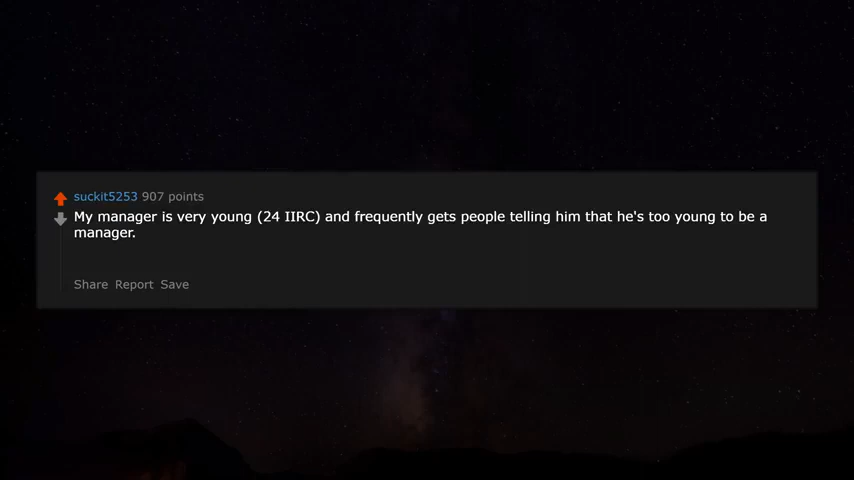 suckit5253 907 points
My manager is very young (24 IIRC) and frequently gets people telling him that he's too young to be a
manager.
Share Report Save